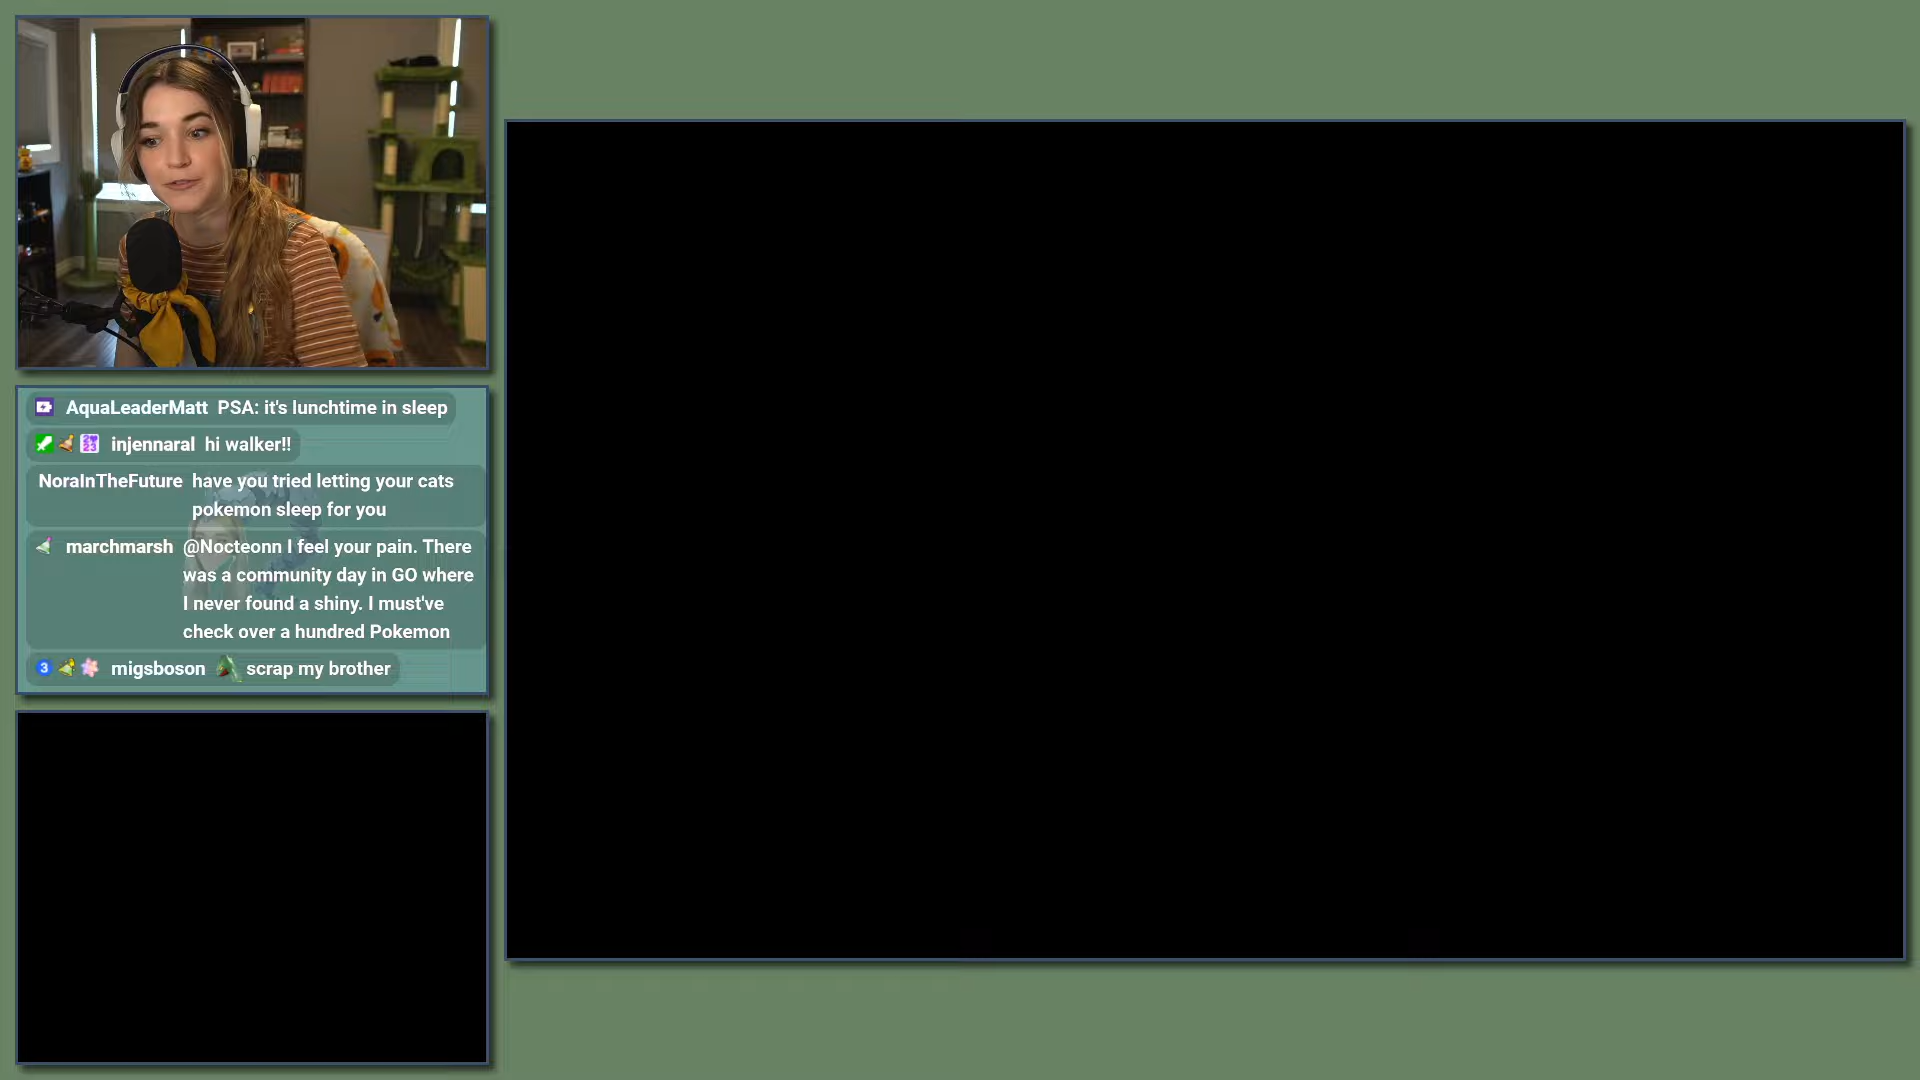 AquaLeaderMatt PSA: it's lunchtime in sleep
injennaral hi walker!!
NoraInTheFuture have you tried letting your cats
pokemon sleep for you
marchmarsh @Nocteonn I feel your pain. There
was a community day in GO where
I never found a shiny. I must've
check over a hundred Pokemon
3 migsboson scrap my brother